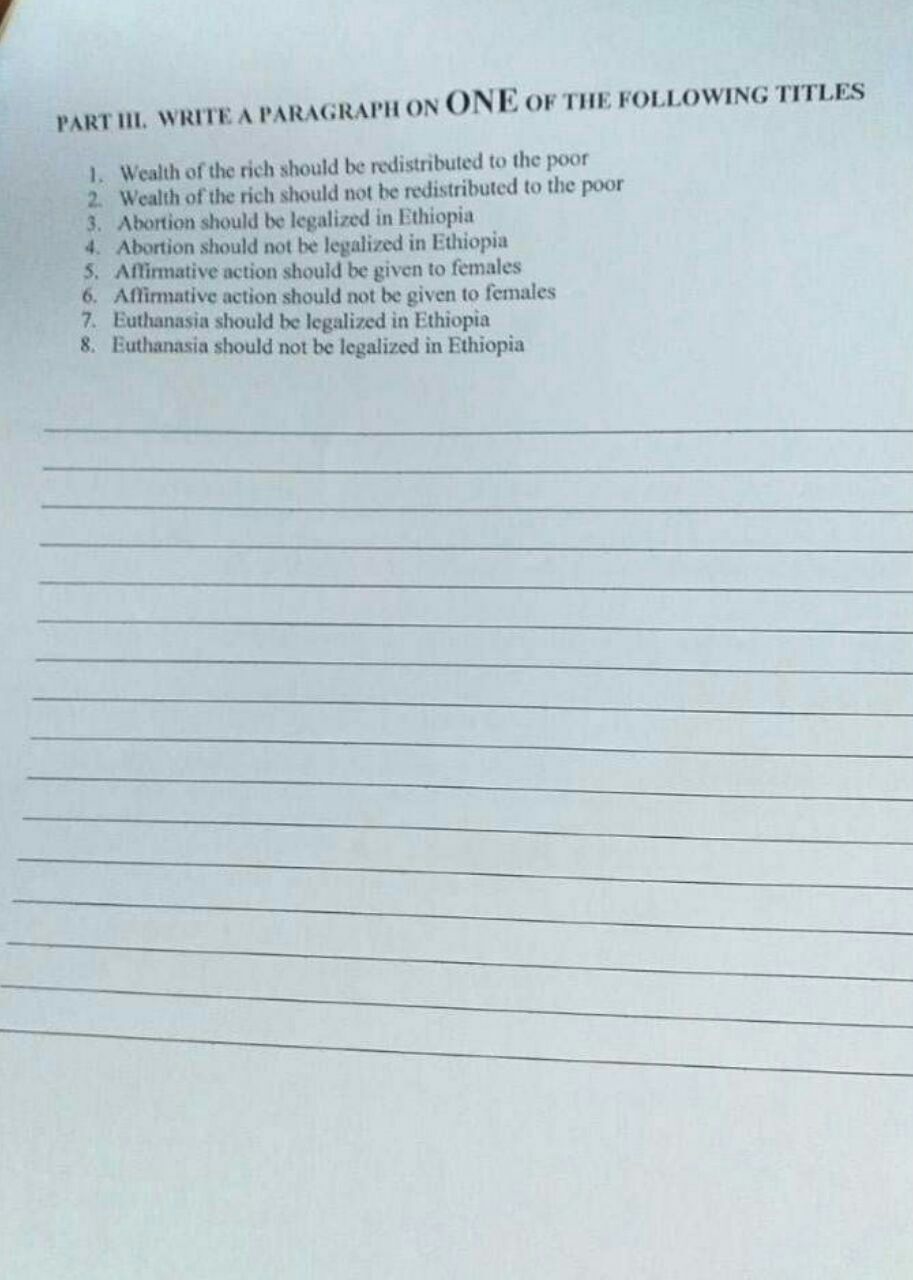 PART III. WRITE A PARAGRAPH ON ONE OF THE FOLLOWING TITLES
1. Wealth of the rich should be redistributed to the poor
2. Wealth of the rich should not be redistributed to the poor
3. Abortion should be legalized in Ethiopia
4. Abortion should not be legalized in Ethiopia
5. Affirmative action should be given to females
6. Affirmative action should not be given to females
7. Euthanasia should be legalized in Ethiopia
8. Euthanasia should not be legalized in Ethiopia